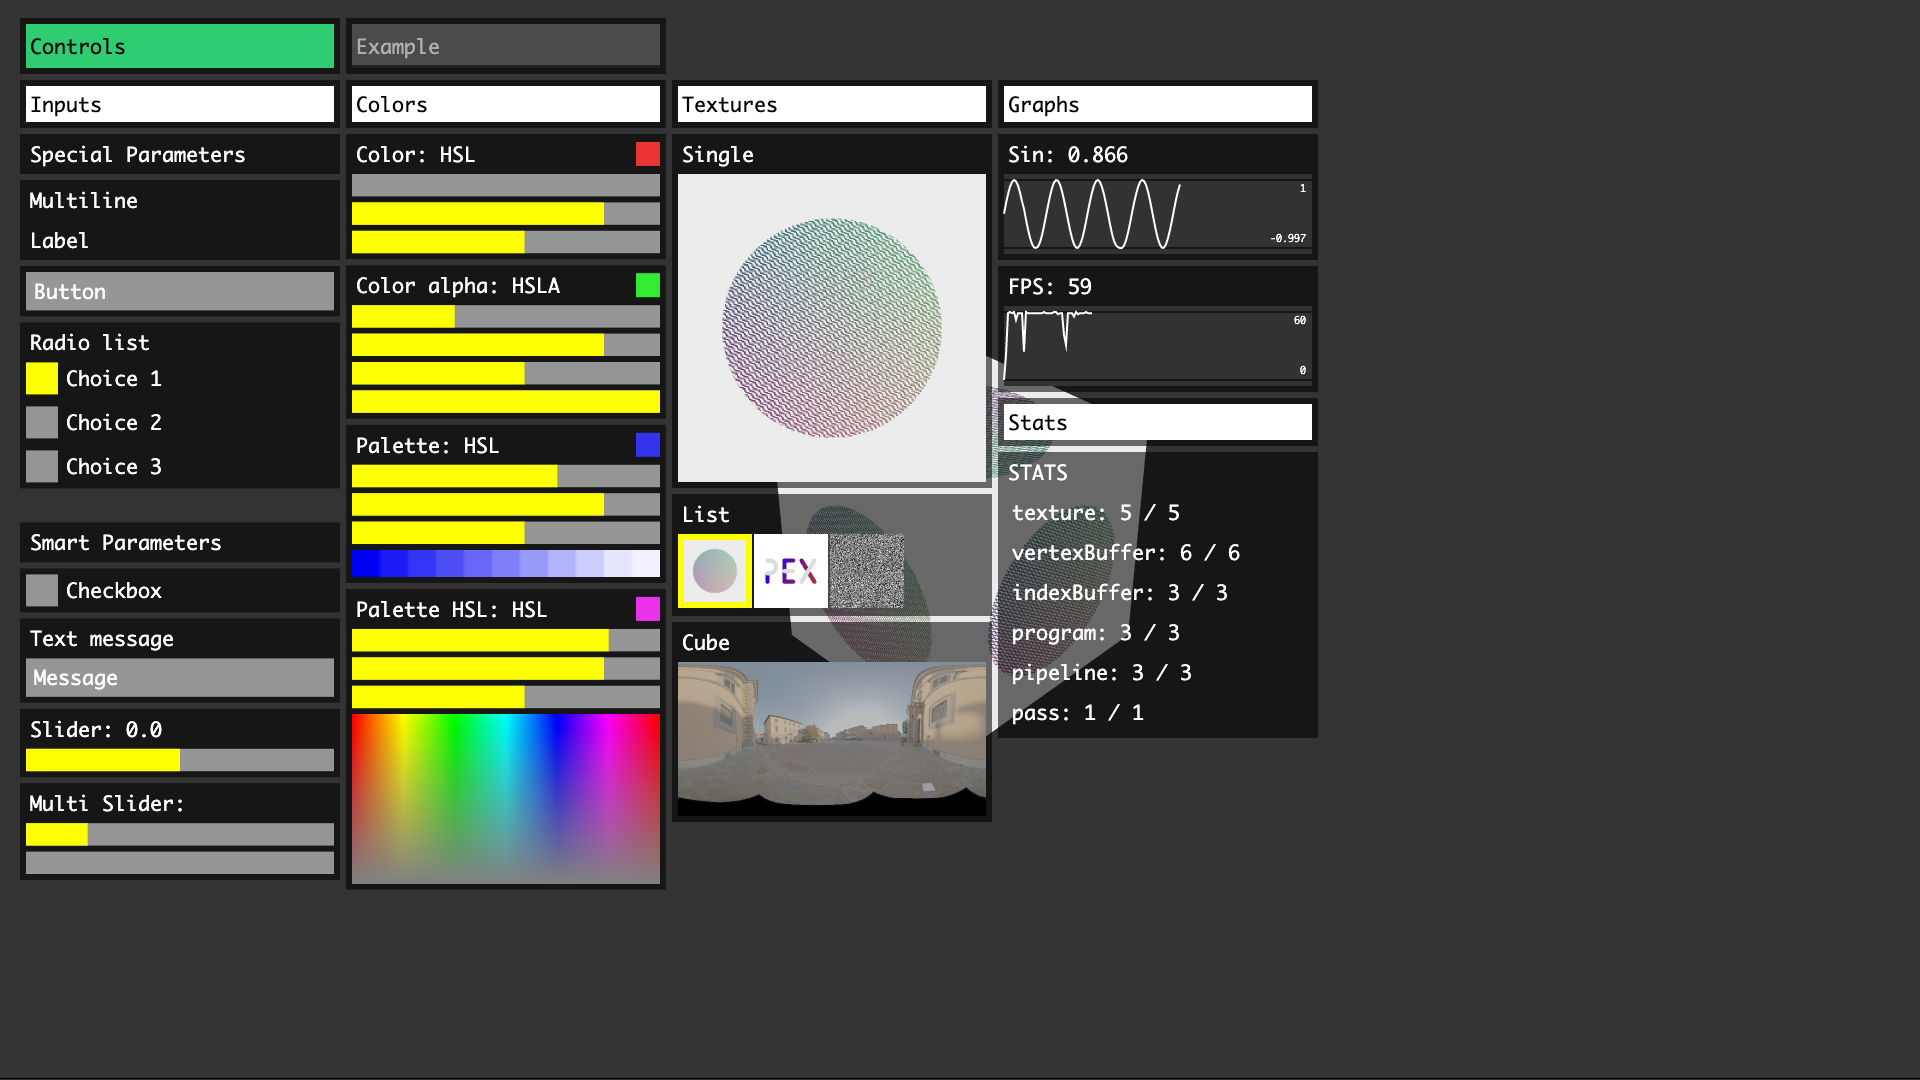 Controls
Example
Inputs
Special Parameters
Multiline
Label
Button
Radio list
Choice 1
Choice 2
Choice 3
Smart Parameters
Checkbox
Text message
Message
Slider: 0.0
Multi Slider:
Colors
Color: HSL
Color alpha: HSLA
Palette: HSL
Palette HSL: HSL
Textures
Single
List
PEX
Cube
Graphs
Sin: 0.866
1
-0.997
FPS: 59
60
0
Stats
STATS
texture: 5 / 5
vertexBuffer: 6 / 6
indexBuffer: 3 / 3
program: 3 / 3
pipeline: 3 / 3
pass: 1 / 1